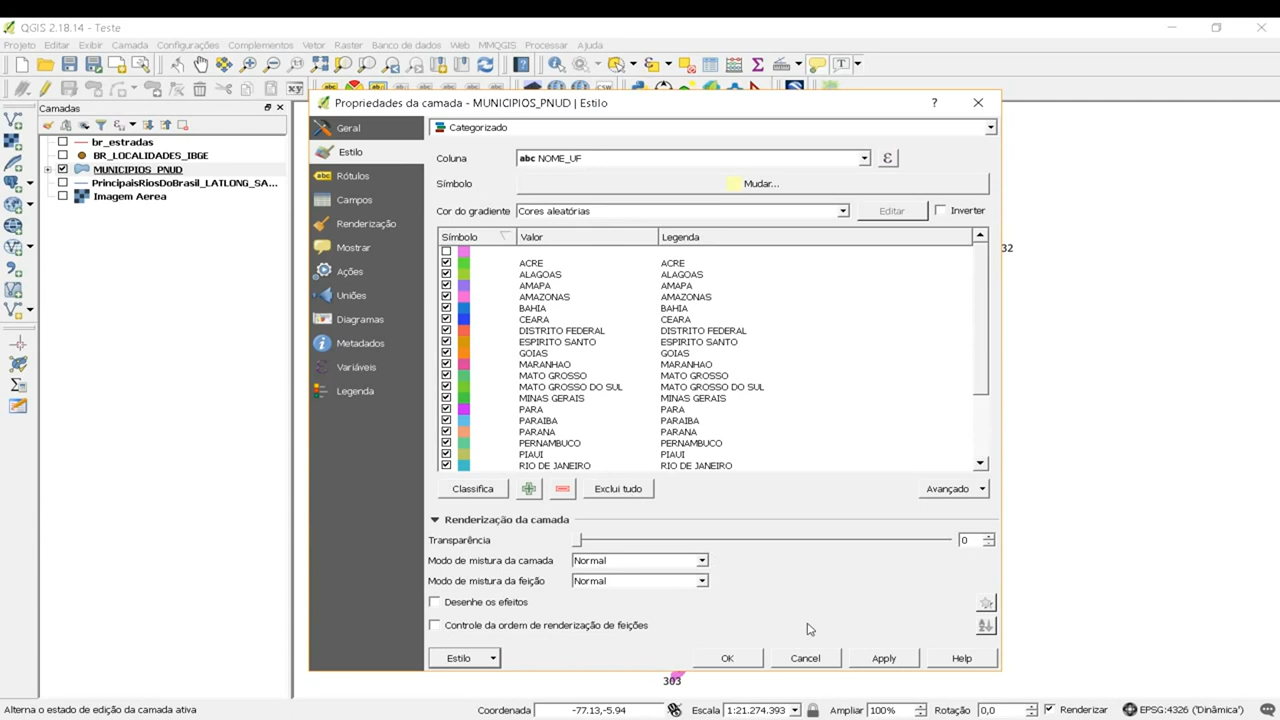 QGIS 2.18.14 - Teste
Projeto Editar Exibir Camada Configurações Complementos Vetor Raster Banco de dados Web MMQGIS Processar Ajuda
Camadas
br_estradas
BR_LOCALIDADES_IBGE
MUNICIPIOS_PNUD
PrincipaisRiosDoBrasil_LATLONG_SA...
Imagem Aerea
Propriedades da camada - MUNICIPIOS_PNUD | Estilo
Geral
Estilo
Rótulos
Campos
Renderização
Mostrar
Ações
Uniões
Diagramas
Metadados
Variáveis
Legenda
Categorizado
Coluna abc NOME_UF ε
Símbolo Mudar...
Cor do gradiente Cores aleatórias Editar Inverter
Símbolo Valor Legenda
ACRE ACRE
ALAGOAS ALAGOAS
AMAPA AMAPA
AMAZONAS AMAZONAS
BAHIA BAHIA
CEARA CEARA
DISTRITO FEDERAL DISTRITO FEDERAL
ESPIRITO SANTO ESPIRITO SANTO
GOIAS GOIAS
MARANHAO MARANHAO
MATO GROSSO MATO GROSSO
MATO GROSSO DO SUL MATO GROSSO DO SUL
MINAS GERAIS MINAS GERAIS
PARA PARA
PARAIBA PARAIBA
PARANA PARANA
PERNAMBUCO PERNAMBUCO
PIAUI PIAUI
RIO DE JANEIRO RIO DE JANEIRO
Classifica Exclui tudo Avançado
Renderização da camada
Transparência 0
Modo de mistura da camada Normal
Modo de mistura da feição Normal
Desenhe os efeitos
Controle da ordem de renderização de feições
Estilo OK Cancel Apply Help
32
303
Alterna o estado de edição da camada ativa Coordenada -77.13,-5.94 Escala 1:21.274.393 Ampliar 100% Rotação 0,0 Renderizar EPSG:4326 ('Dinâmica')